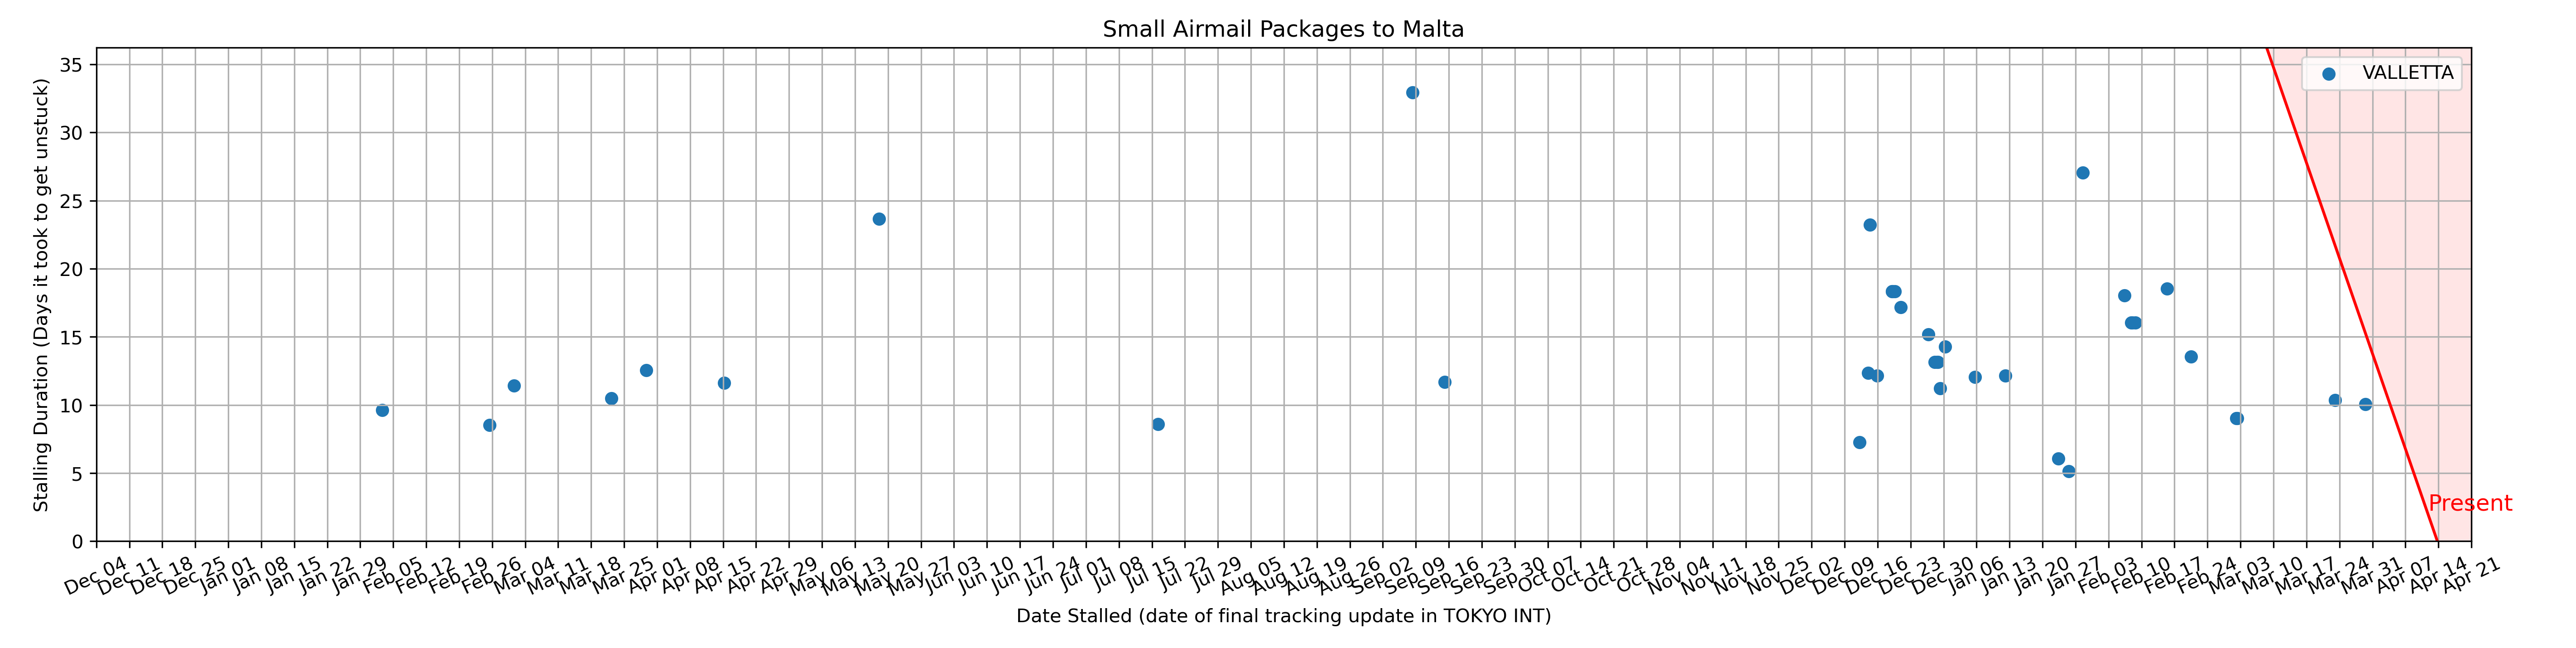 Small Airmail Packages to Malta
Stalling Duration (Days it took to get unstuck)
35
30
25
20
15
10
5
0
VALLETTA
Present
Dec 04 Dec 11 Dec 18 Dec 25 Jan 01 Jan 08 Jan 15 Jan 22 Jan 29 Feb 05 Feb 12 Feb 19 Feb 26 Mar 04 Mar 11 Mar 18 Mar 25 Apr 01 Apr 08 Apr 15 Apr 22 Apr 29 May 06 May 13 May 20 May 27 Jun 03 Jun 10 Jun 17 Jun 24 Jul 01 Jul 08 Jul 15 Jul 22 Jul 29 Aug 05 Aug 12 Aug 19 Aug 26 Sep 02 Sep 09 Sep 16 Sep 23 Sep 30 Oct 07 Oct 14 Oct 21 Oct 28 Nov 04 Nov 11 Nov 18 Nov 25 Dec 02 Dec 09 Dec 16 Dec 23 Dec 30 Jan 06 Jan 13 Jan 20 Jan 27 Feb 03 Feb 10 Feb 17 Feb 24 Mar 03 Mar 10 Mar 17 Mar 24 Mar 31 Apr 07 Apr 14 Apr 21
Date Stalled (date of final tracking update in TOKYO INT)